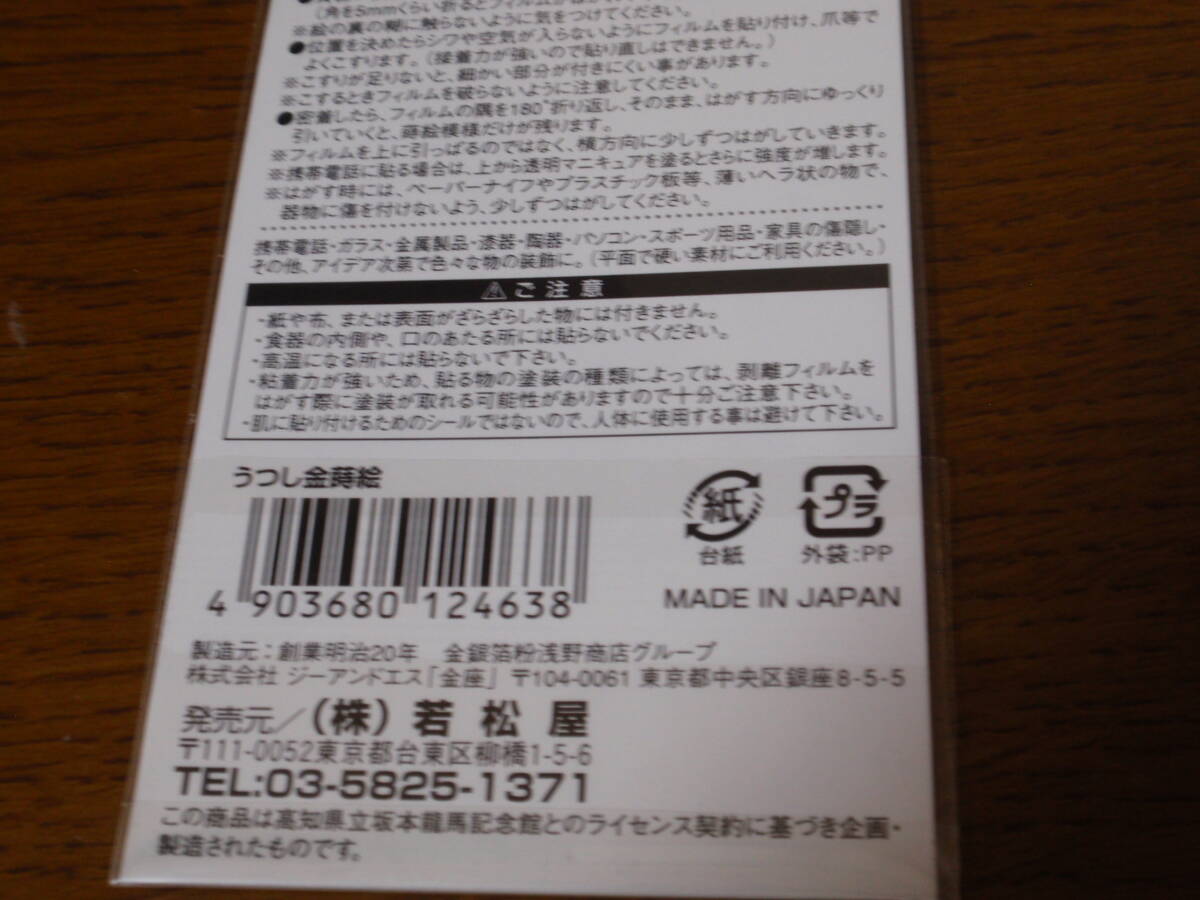 (角を5mmくらい折ると
※絵の裏の糊に触らないように気をつけてください。
●位置を決めたらシワや空気が入らないようにフィルムを貼り付け、爪等で
よくこすります。(接着力が強いので貼り直しはできません。)
※こすりが足りないと、細かい部分が付きにくい事があります。
※こするときフィルムを破らないように注意してください。
●密着したら、フィルムの隅を180°折り返し、そのまま、はがす方向にゆっくり
引いていくと、蒔絵模様だけが残ります。
※フィルムを上に引っぱるのではなく、横方向に少しずつはがしていきます。
※携帯電話に貼る場合は、上から透明マニキュアを塗るとさらに強度が増します。
※はがす時には、ペーパーナイフやプラスチック板等、薄いヘラ状の物で、
器物に傷を付けないよう、少しずつはがしてください。
携帯電話・ガラス・金属製品・漆器・陶器・パソコン・スポーツ用品・家具の傷隠し・
その他、アイデア次第で色々な物の装飾に。(平面で硬い素材にご利用ください。)
ご注意
・紙や布、または表面がざらざらした物には付きません。
・食器の内側や、口のあたる所には貼らないでください。
・高温になる所には貼らないで下さい。
・粘着力が強いため、貼る物の塗装の種類によっては、剥離フィルムを
はがす際に塗装が取れる可能性がありますので十分ご注意下さい。
・肌に貼り付けるためのシールではないので、人体に使用する事は避けて下さい。
うつし金蒔絵
紙 プラ
台紙 外袋:PP
4 903680 124638
MADE IN JAPAN
製造元:創業明治20年 金銀箔粉浅野商店グループ
株式会社 ジーアンドエス「金座」 〒104-0061 東京都中央区銀座8-5-5
発売元/(株)若松屋
〒111-0052東京都台東区柳橋1-5-6
TEL:03-5825-1371
この商品は高知県立坂本龍馬記念館とのライセンス契約に基づき企画・
製造されたものです。